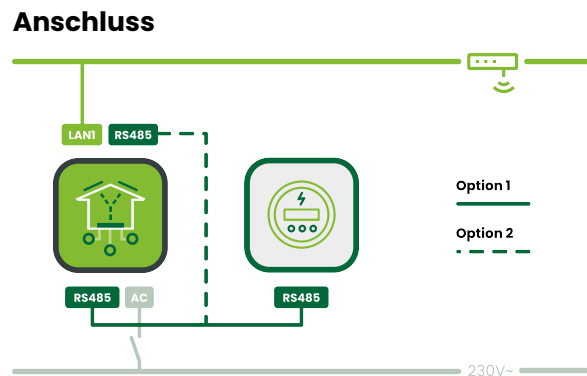 Anschluss
LAN1 RS485
Option 1
Option 2
RS485 AC RS485
230V~